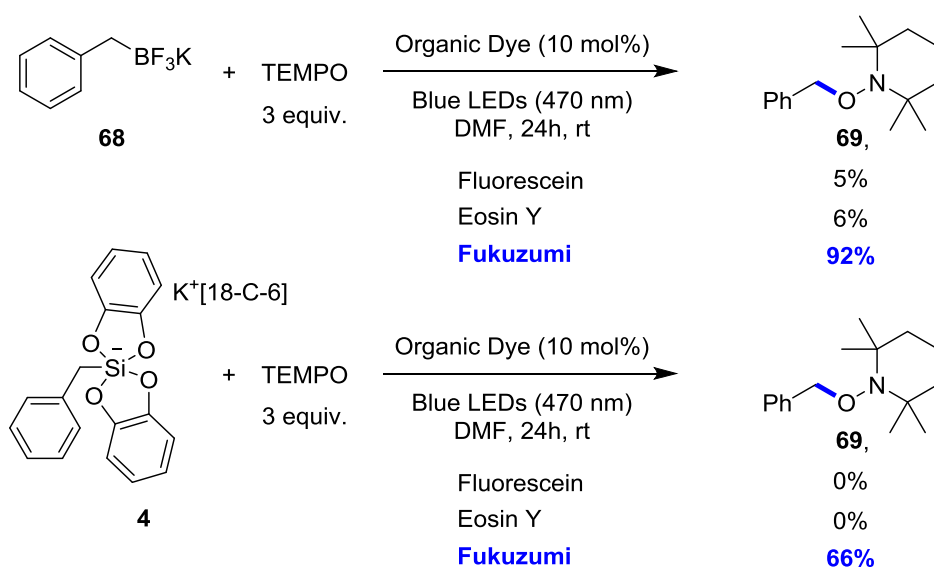 BF3K
68
+
TEMPO
3 equiv.
Organic Dye (10 mol%)
Blue LEDs (470 nm)
DMF, 24h, rt
Ph
O
N
69,
Fluorescein 5%
Eosin Y 6%
Fukuzumi 92%
K+[18-C-6]
O
O
Si
−
O
O
4
+
TEMPO
3 equiv.
Organic Dye (10 mol%)
Blue LEDs (470 nm)
DMF, 24h, rt
Ph
O
N
69,
Fluorescein 0%
Eosin Y 0%
Fukuzumi 66%